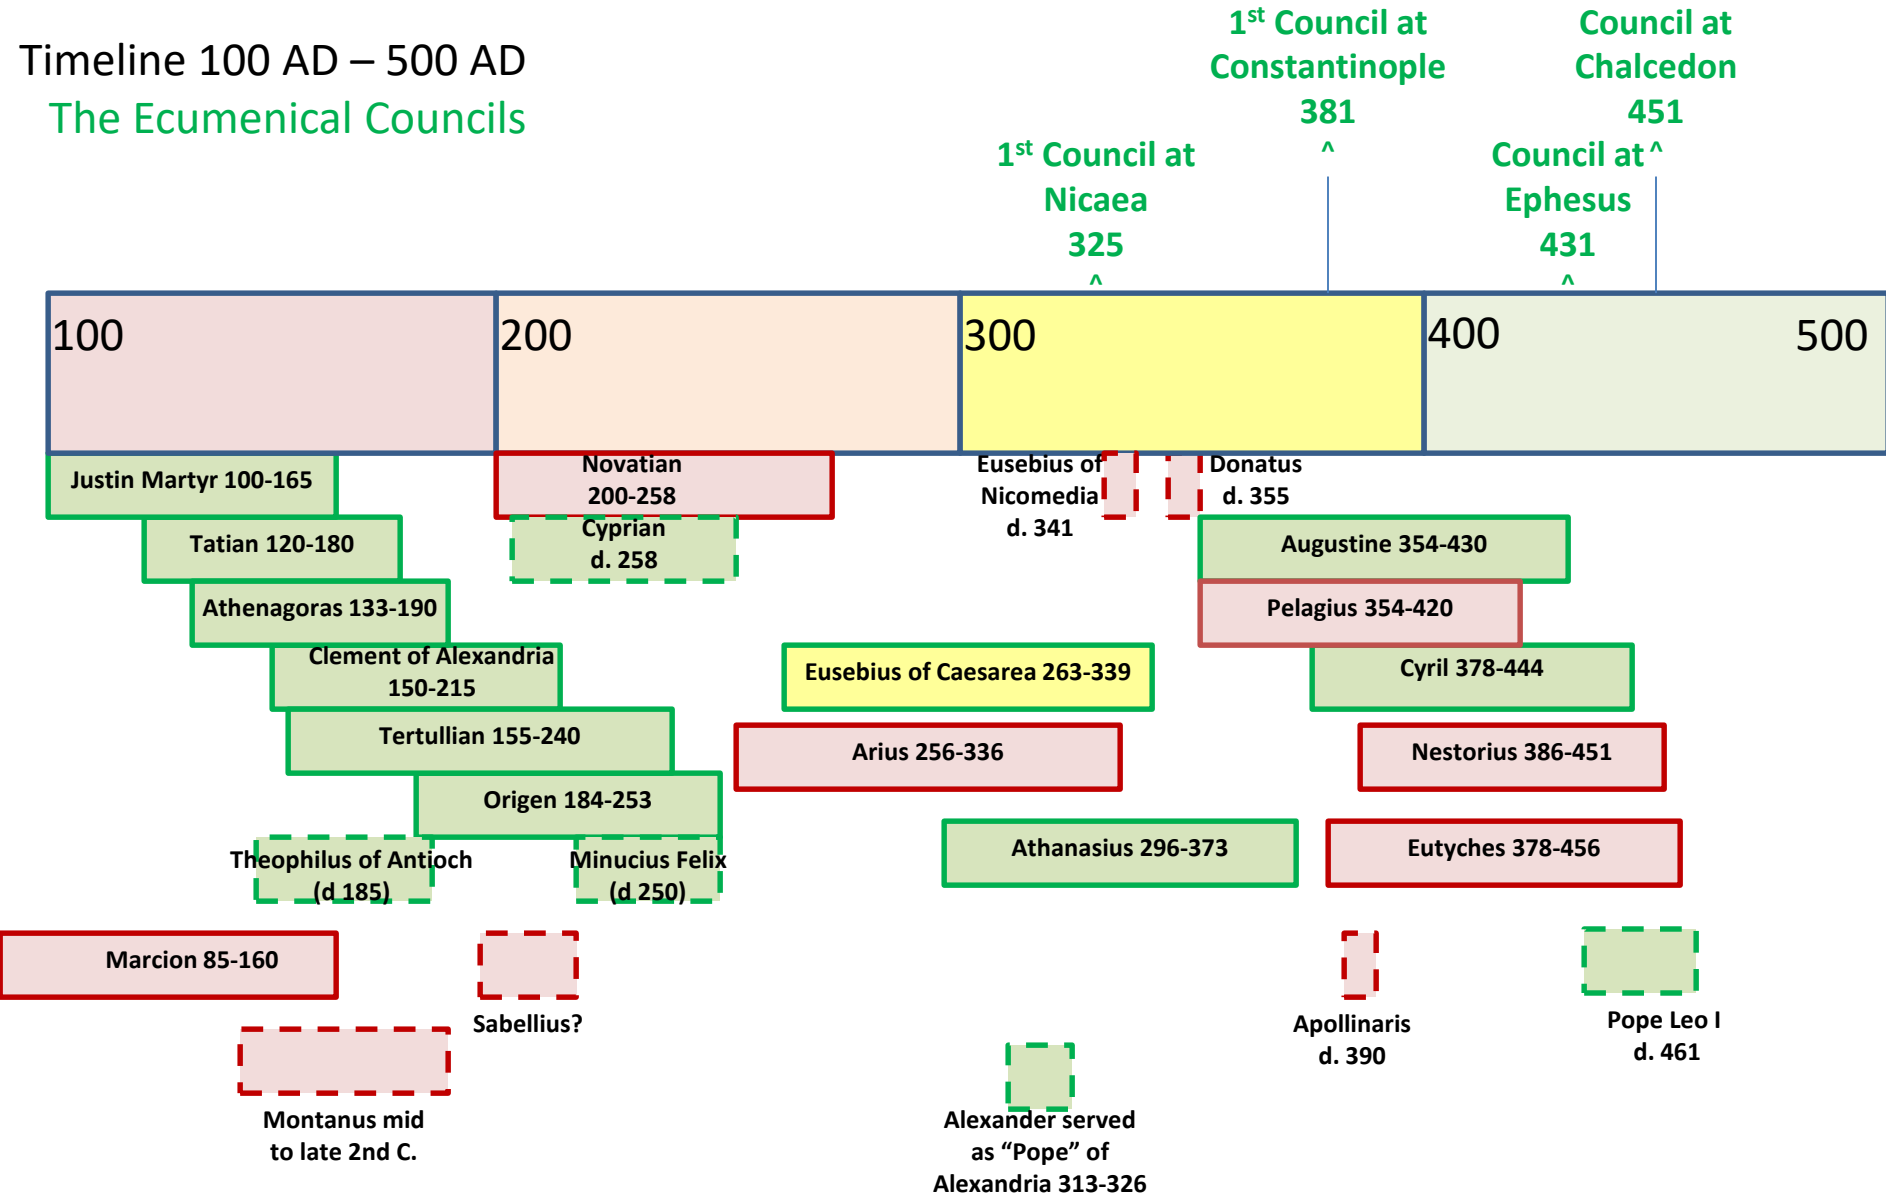 Timeline 100 AD – 500 AD
The Ecumenical Councils
1st Council at
Constantinople
381
^
Council at
Chalcedon
451
^
1st Council at
Nicaea
325
^
Council at
Ephesus
431
^
100
200
300
400
500
Justin Martyr 100-165
Novatian
200-258
Eusebius of
Nicomedia
d. 341
Donatus
d. 355
Tatian 120-180
Cyprian
d. 258
Augustine 354-430
Athenagoras 133-190
Pelagius 354-420
Clement of Alexandria
150-215
Eusebius of Caesarea 263-339
Cyril 378-444
Tertullian 155-240
Arius 256-336
Nestorius 386-451
Origen 184-253
Theophilus of Antioch
(d 185)
Minucius Felix
(d 250)
Athanasius 296-373
Eutyches 378-456
Marcion 85-160
Sabellius?
Apollinaris
d. 390
Pope Leo I
d. 461
Montanus mid
to late 2nd C.
Alexander served
as “Pope” of
Alexandria 313-326